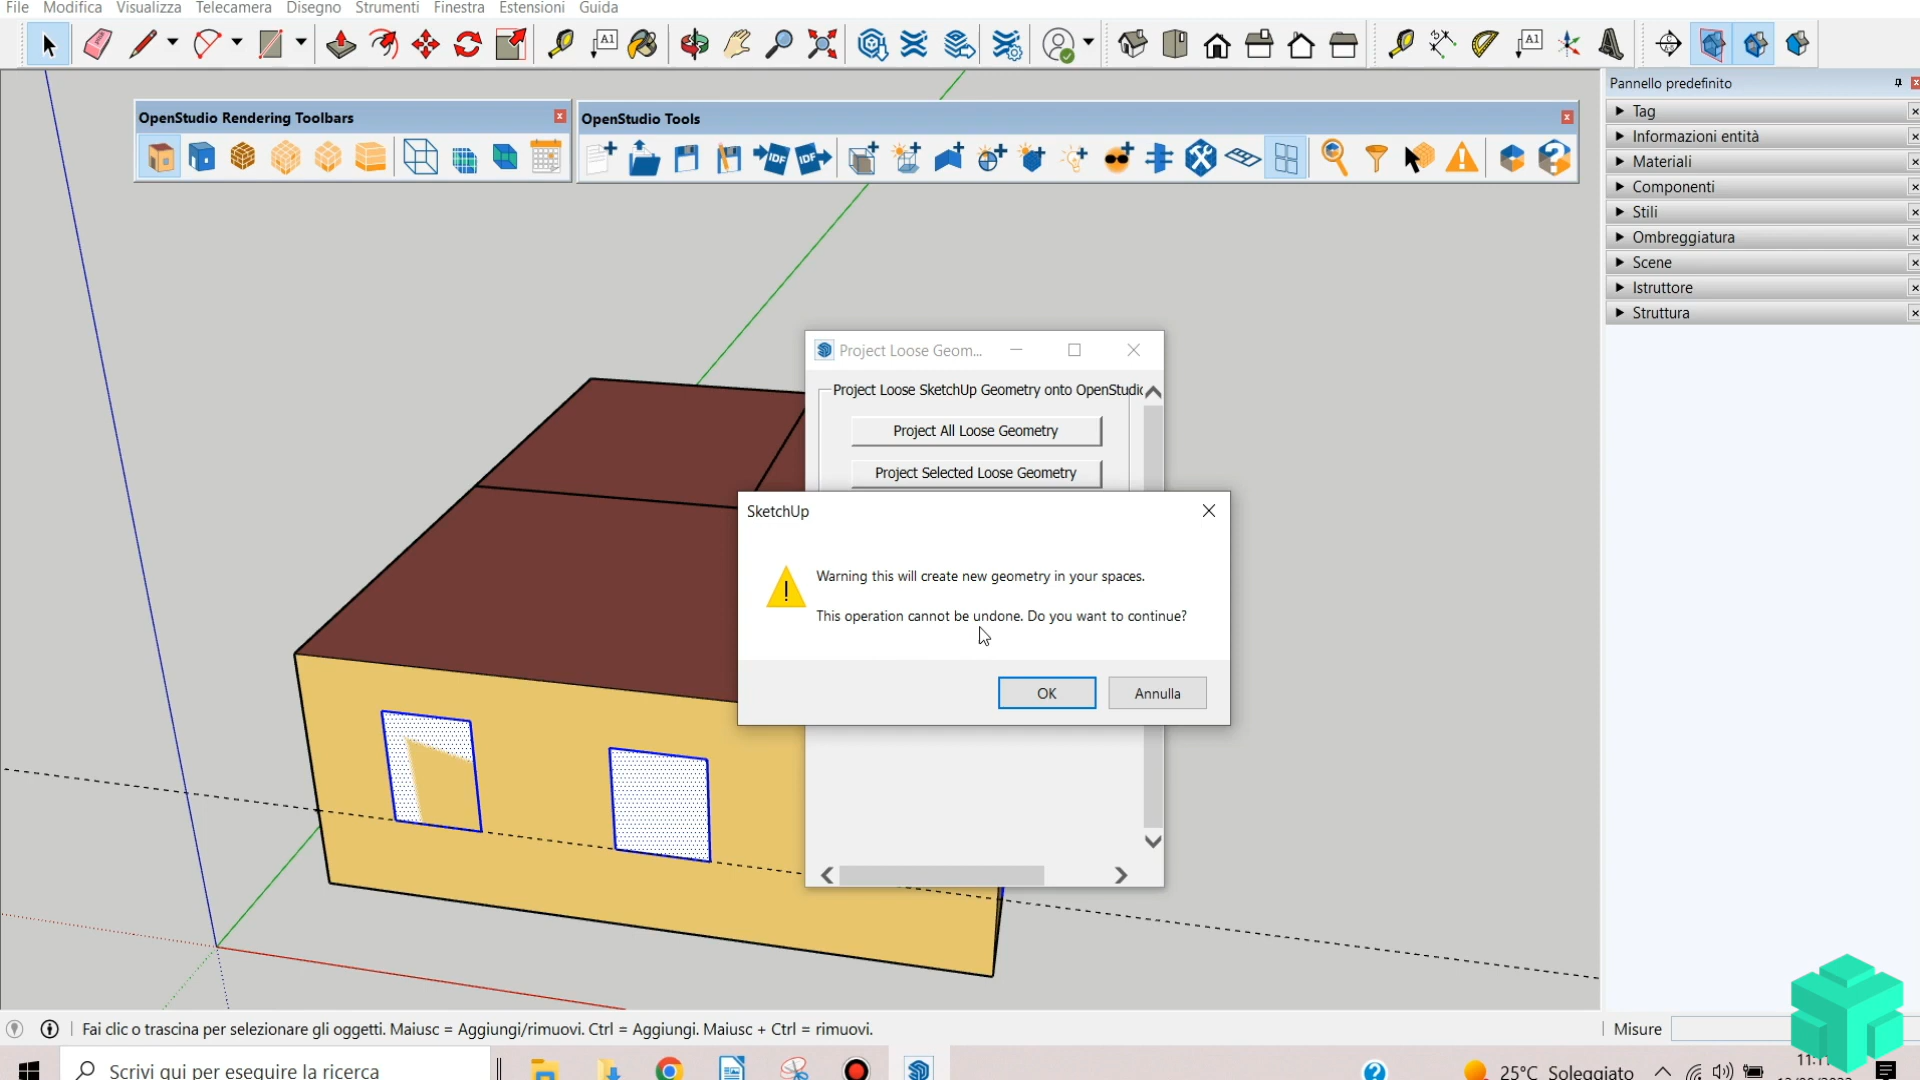 File Modifica Visualizza Telecamera Disegno Strumenti Finestra Estensioni Guida
A1
A1
OpenStudio Rendering Toolbars
OpenStudio Tools
IDF IDF
Pannello predefinito
Tag
Informazioni entità
Materiali
Componenti
Stili
Ombreggiatura
Scene
Istruttore
Struttura
Project Loose Geom...
Project Loose SketchUp Geometry onto OpenStudio
Project All Loose Geometry
Project Selected Loose Geometry
SketchUp
Warning this will create new geometry in your spaces.
This operation cannot be undone. Do you want to continue?
OK Annulla
Fai clic o trascina per selezionare gli oggetti. Maiusc = Aggiungi/rimuovi. Ctrl = Aggiungi. Maiusc + Ctrl = rimuovi.
Misure
Scrivi qui per eseguire la ricerca
25°C Soleggiato